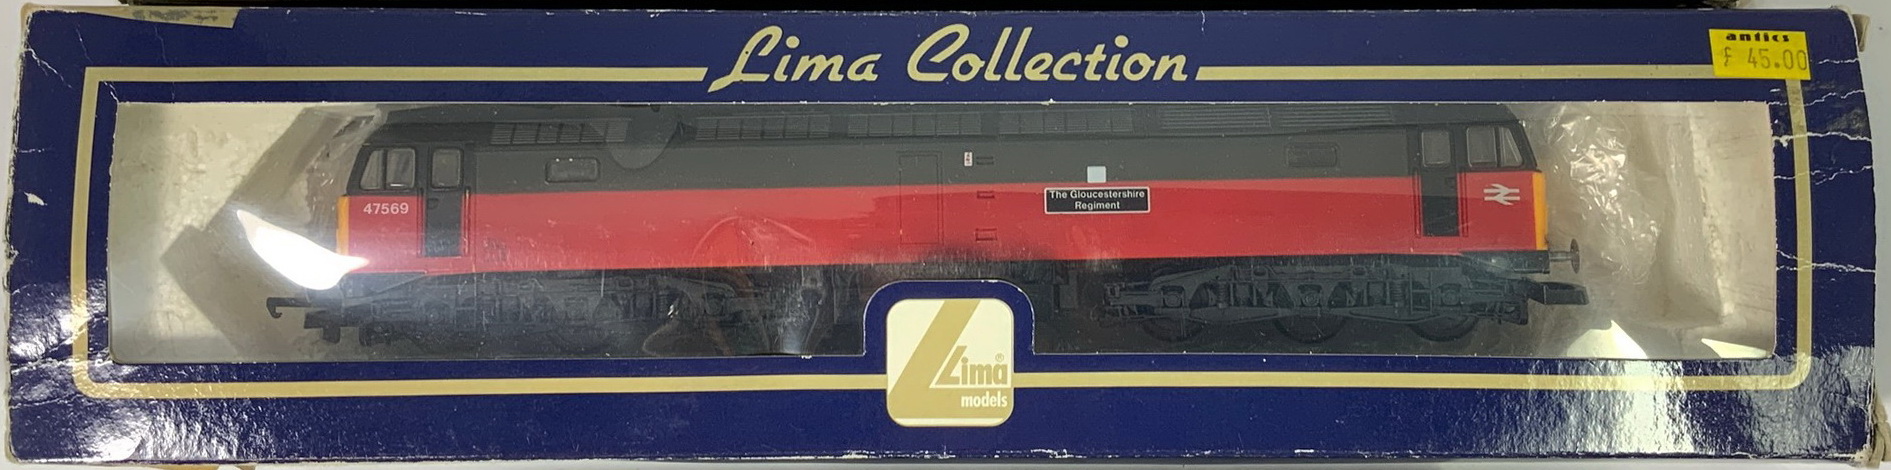 Lima Collection
antics
£ 45.00
47569
The Gloucestershire
Regiment
Lima®
models